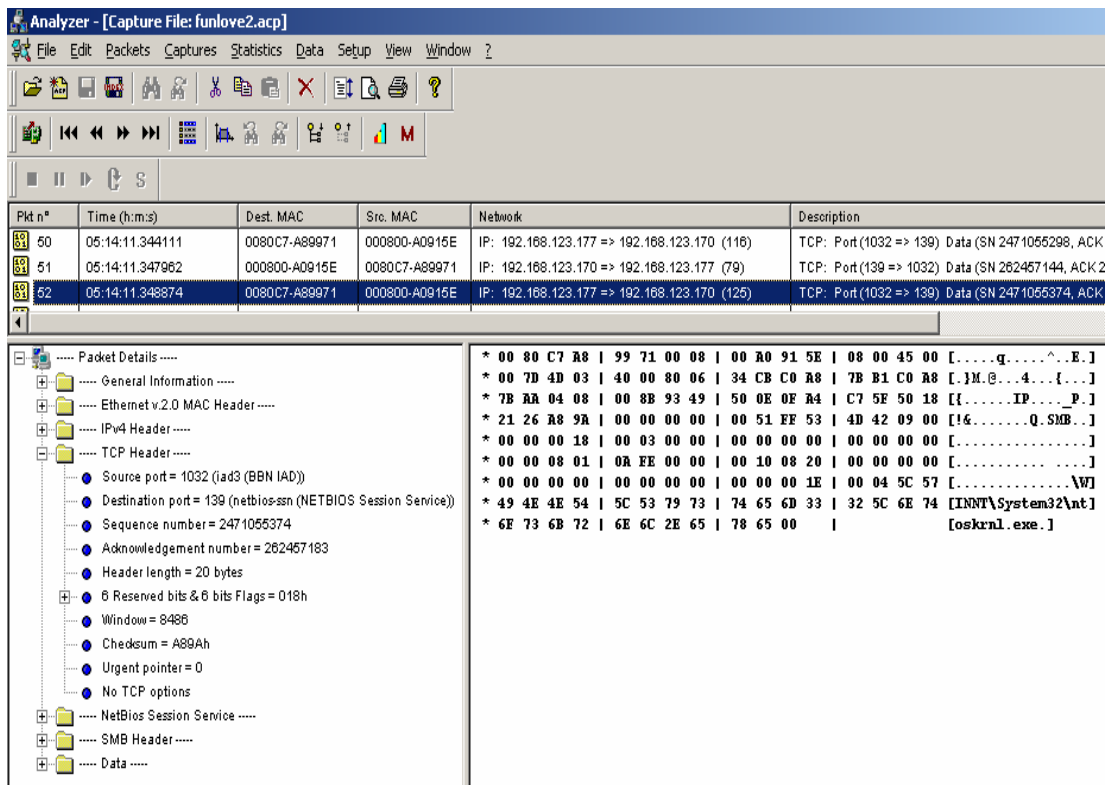 Analyzer - [Capture File: funlove2.acp]
File Edit Packets Captures Statistics Data Setup View Window ?
M
S
Pkt n° Time (h:m:s) Dest. MAC Src. MAC Network Description
50 05:14:11.344111 0080C7-A89971 000800-A0915E IP: 192.168.123.177 => 192.168.123.170 (116) TCP: Port(1032 => 139) Data (SN 2471055298, ACK
51 05:14:11.347962 000800-A0915E 0080C7-A89971 IP: 192.168.123.170 => 192.168.123.177 (79) TCP: Port(139 => 1032) Data (SN 262457144, ACK 2
52 05:14:11.348874 0080C7-A89971 000800-A0915E IP: 192.168.123.177 => 192.168.123.170 (125) TCP: Port(1032 => 139) Data (SN 2471055374, ACK
----- Packet Details -----
----- General Information -----
----- Ethernet v.2.0 MAC Header -----
----- IPv4 Header -----
----- TCP Header -----
Source port = 1032 (iad3 (BBN IAD))
Destination port = 139 (netbios-ssn (NETBIOS Session Service))
Sequence number = 2471055374
Acknowledgement number = 262457183
Header length = 20 bytes
6 Reserved bits & 6 bits Flags = 018h
Window = 8486
Checksum = A89Ah
Urgent pointer = 0
No TCP options
----- NetBios Session Service -----
----- SMB Header -----
----- Data -----
* 00 80 C7 A8 | 99 71 00 08 | 00 A0 91 5E | 08 00 45 00 [.....q.....^..E.]
* 00 7D 4D 03 | 40 00 80 06 | 34 CB C0 A8 | 7B B1 C0 A8 [.}M.@...4...{...]
* 7B AA 04 08 | 00 8B 93 49 | 50 0E 0F A4 | C7 5F 50 18 [{......IP...._P.]
* 21 26 A8 9A | 00 00 00 00 | 00 51 FF 53 | 4D 42 09 00 [!&.......Q.SMB..]
* 00 00 00 18 | 00 03 00 00 | 00 00 00 00 | 00 00 00 00 [................]
* 00 00 08 01 | 0A FE 00 00 | 00 10 08 20 | 00 00 00 00 [........... ....]
* 00 00 00 00 | 00 00 00 00 | 00 00 00 1E | 00 04 5C 57 [..............\W]
* 49 4E 4E 54 | 5C 53 79 73 | 74 65 6D 33 | 32 5C 6E 74 [INNT\System32\nt]
* 6F 73 6B 72 | 6E 6C 2E 65 | 78 65 00 | [oskrnl.exe.]